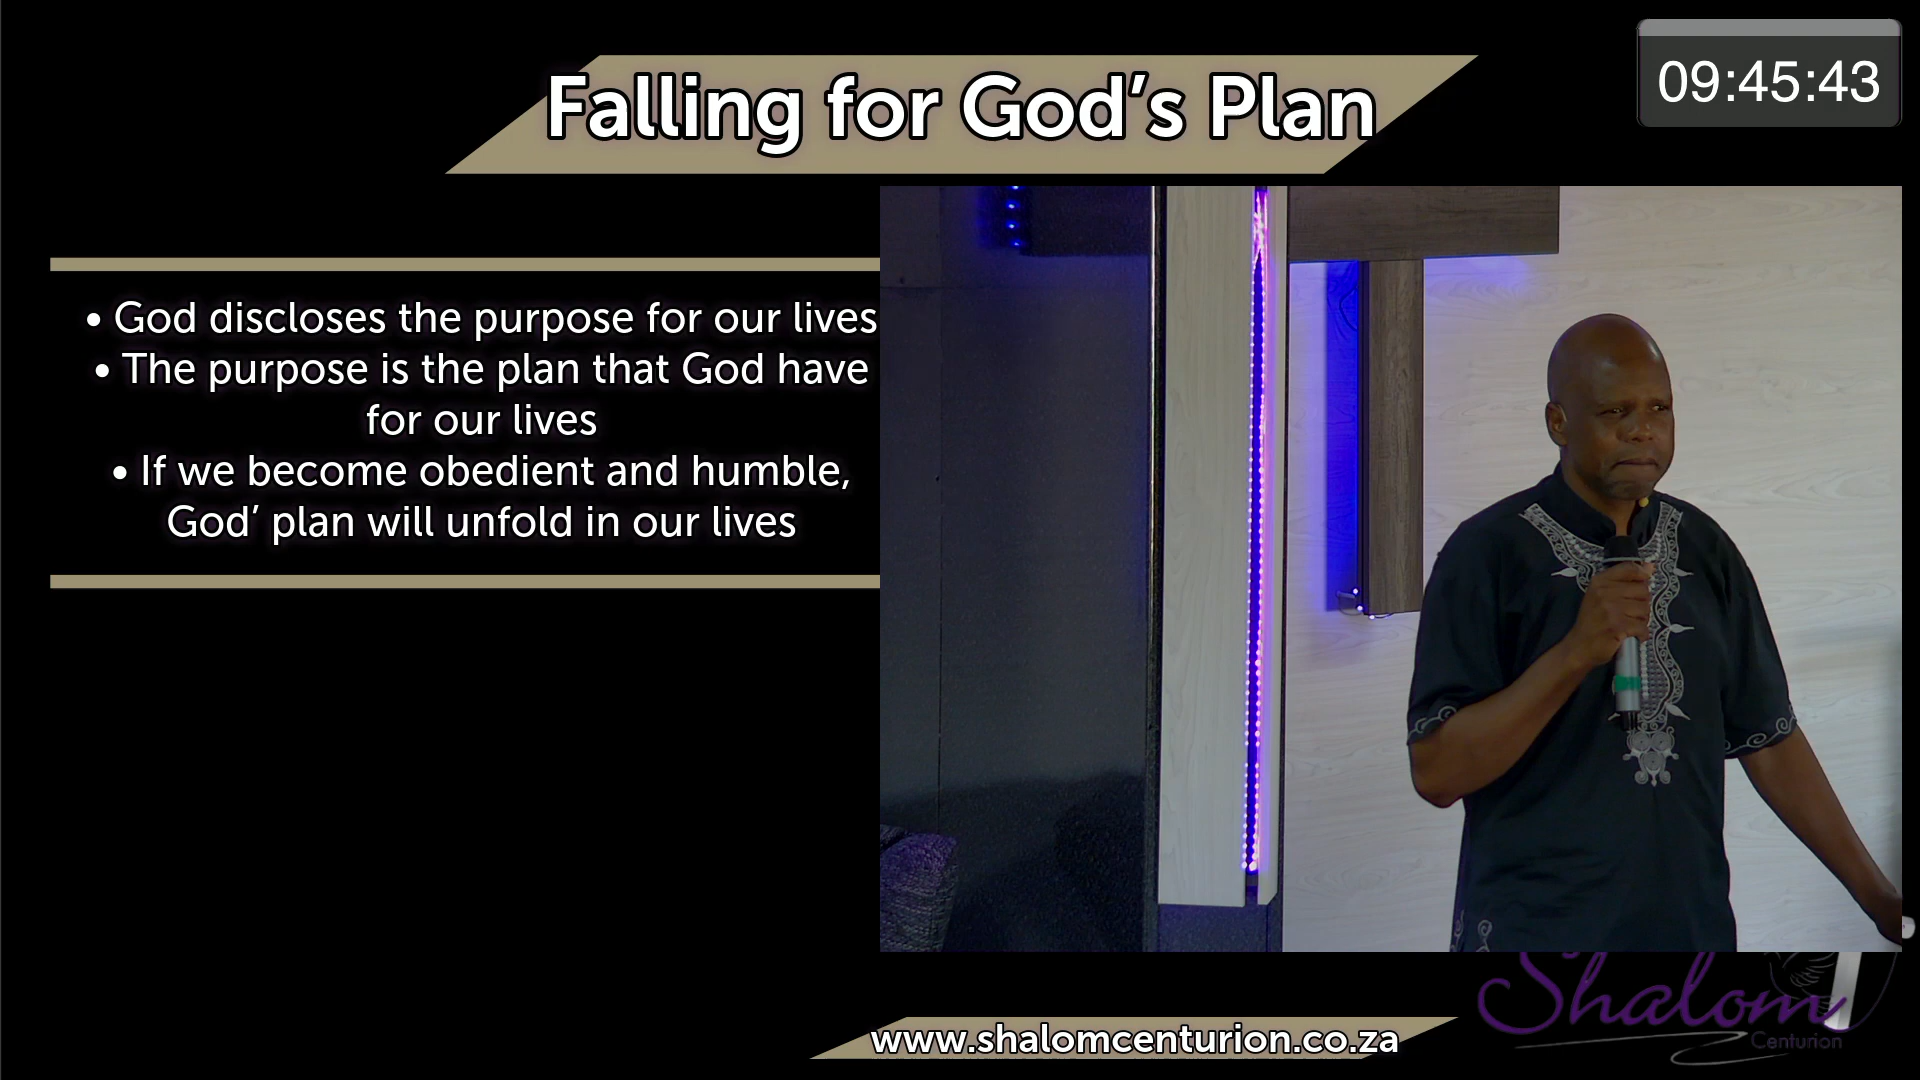 Falling for God’s Plan
09:45:43
• God discloses the purpose for our lives
• The purpose is the plan that God have
for our lives
• If we become obedient and humble,
God’ plan will unfold in our lives
www.shalomcenturion.co.za
Shalom
Centurion